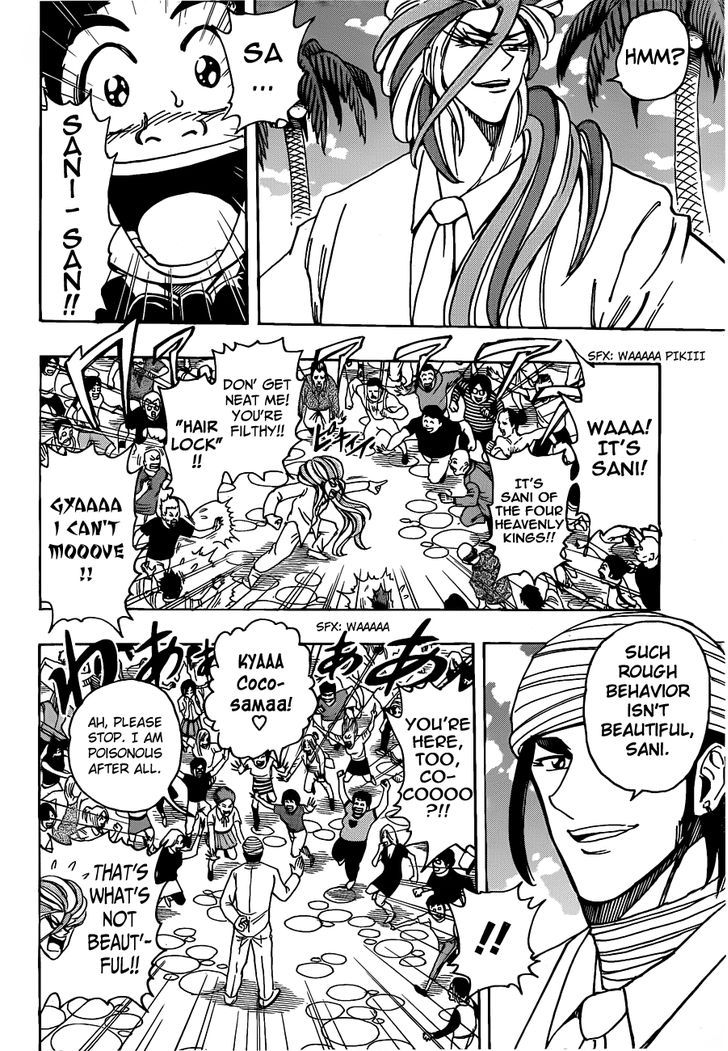 HMM?
SA
...
SANI-
SAN!!
SFX: WAAAAA PIKIII
WAAA!
IT'S
SANI!
IT'S SANI
OF THE
FOUR
HEAVENLY
KINGS!!
DON' GET
NEAT ME!
YOU'RE
FILTHY!!
"HAIR
LOCK"
!!
GYAAAA
I CAN'T
MOOOVE
!!
SFX: WAAAAA
SUCH
ROUGH
BEHAVIOR
ISN'T
BEAUTIFUL,
SANI.
YOU'RE
HERE,
TOO,
CO-
COOOOO
?!!
KYAAA
COCO-
SAMAA!
♡
AH, PLEASE
STOP. I AM
POISONOUS
AFTER ALL.
!!
THAT'S
WHAT'S
NOT
BEAUT'-
FUL!!